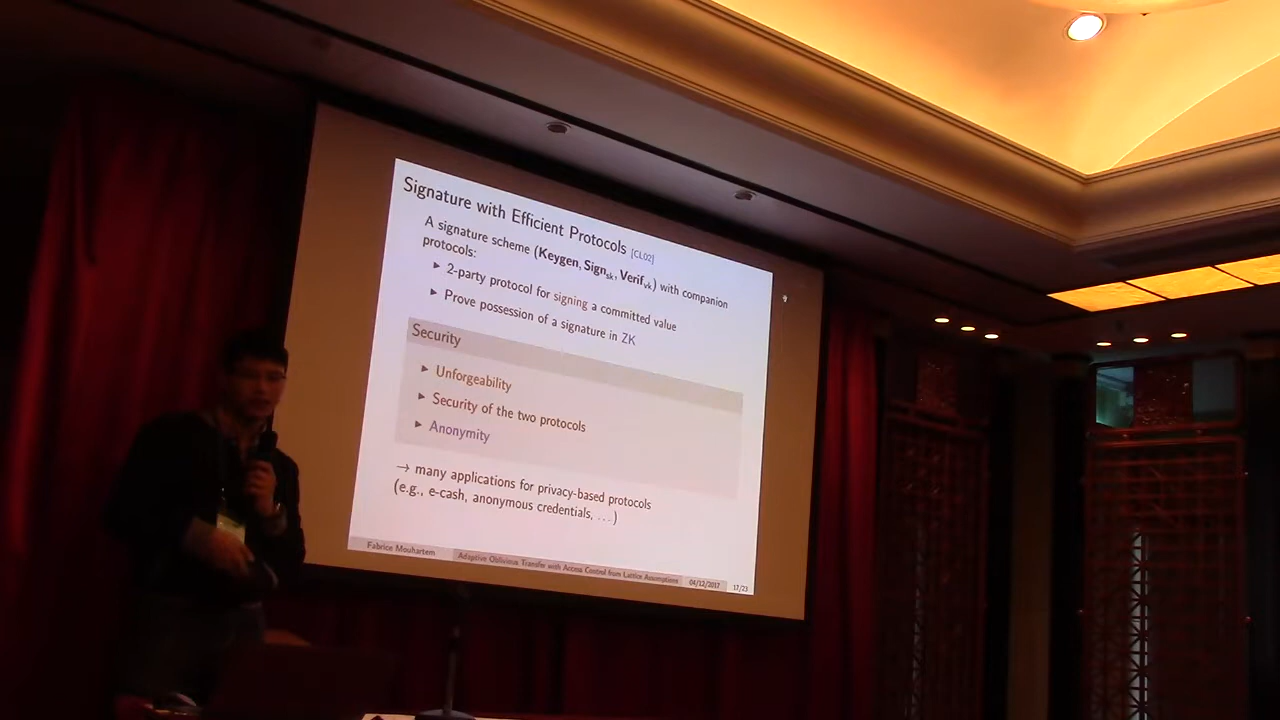 Signature with Efficient Protocols [CL02]
A signature scheme (Keygen, Sign_sk, Verif_vk) with companion
protocols:
▶ 2-party protocol for signing a committed value
▶ Prove possession of a signature in ZK
Security
▶ Unforgeability
▶ Security of the two protocols
▶ Anonymity
→ many applications for privacy-based protocols
(e.g., e-cash, anonymous credentials, ...)
Fabrice Mouhartem Adaptive Oblivious Transfer with Access Control from Lattice Assumptions 04/12/2017 17/23